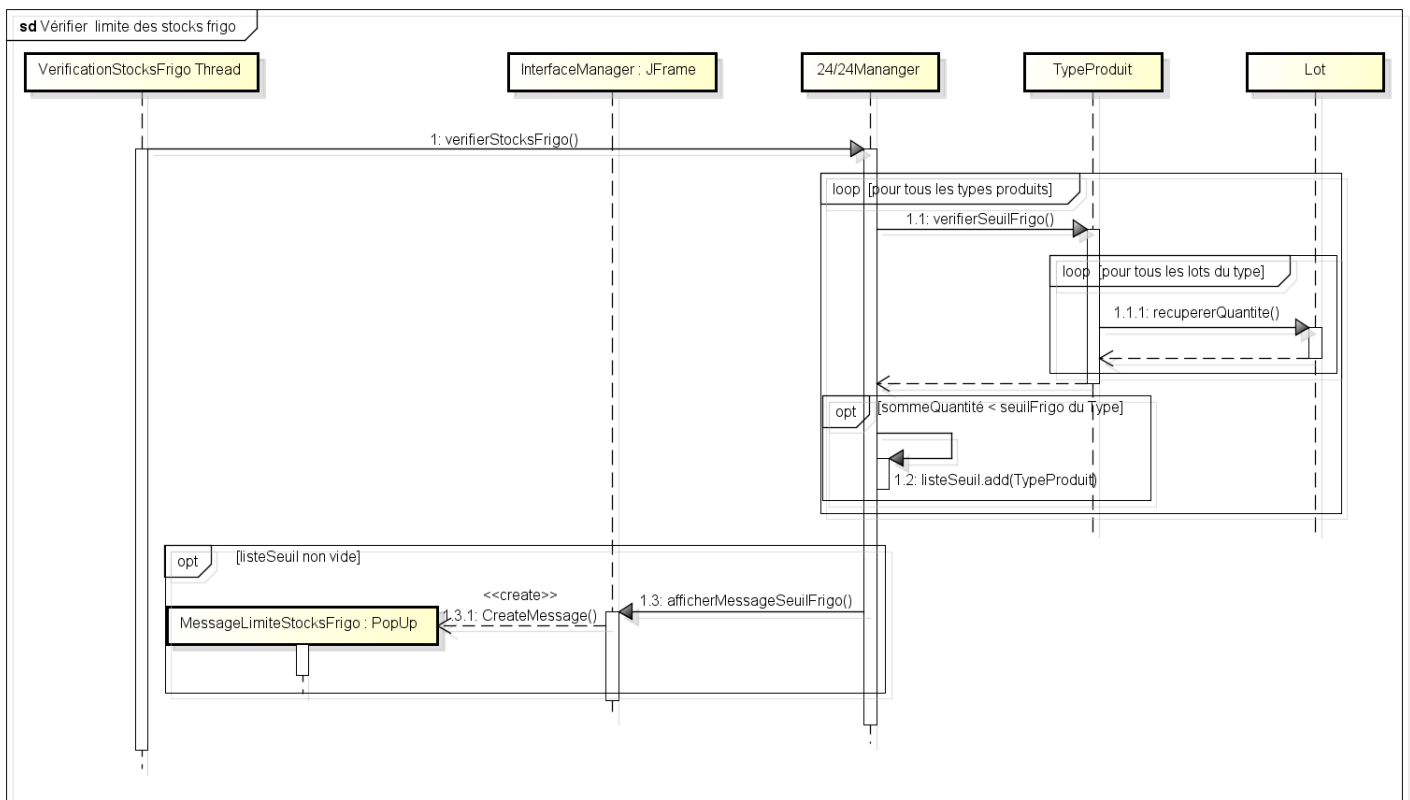 sd Vérifier limite des stocks frigo
VerificationStocksFrigo Thread
InterfaceManager : JFrame
24/24Mananger
TypeProduit
Lot
1: verifierStocksFrigo()
loop [pour tous les types produits]
1.1: verifierSeuilFrigo()
loop [pour tous les lots du type]
1.1.1: recupererQuantite()
opt [sommeQuantité < seuilFrigo du Type]
1.2: listeSeuil.add(TypeProduit)
opt [listeSeuil non vide]
<<create>>
1.3: afficherMessageSeuilFrigo()
1.3.1: CreateMessage()
MessageLimiteStocksFrigo : PopUp